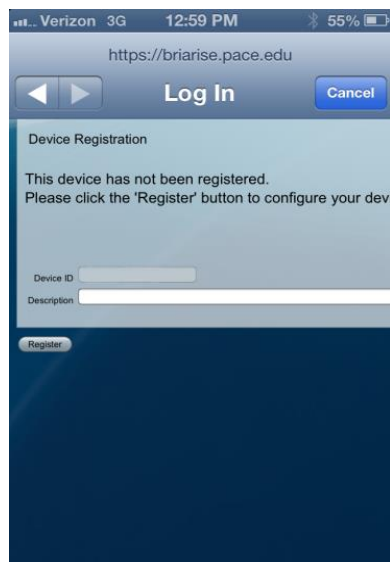 Verizon 3G 12:59 PM 55%
https://briarise.pace.edu
Log In Cancel
Device Registration
This device has not been registered.
Please click the 'Register' button to configure your dev
Device ID
Description
Register